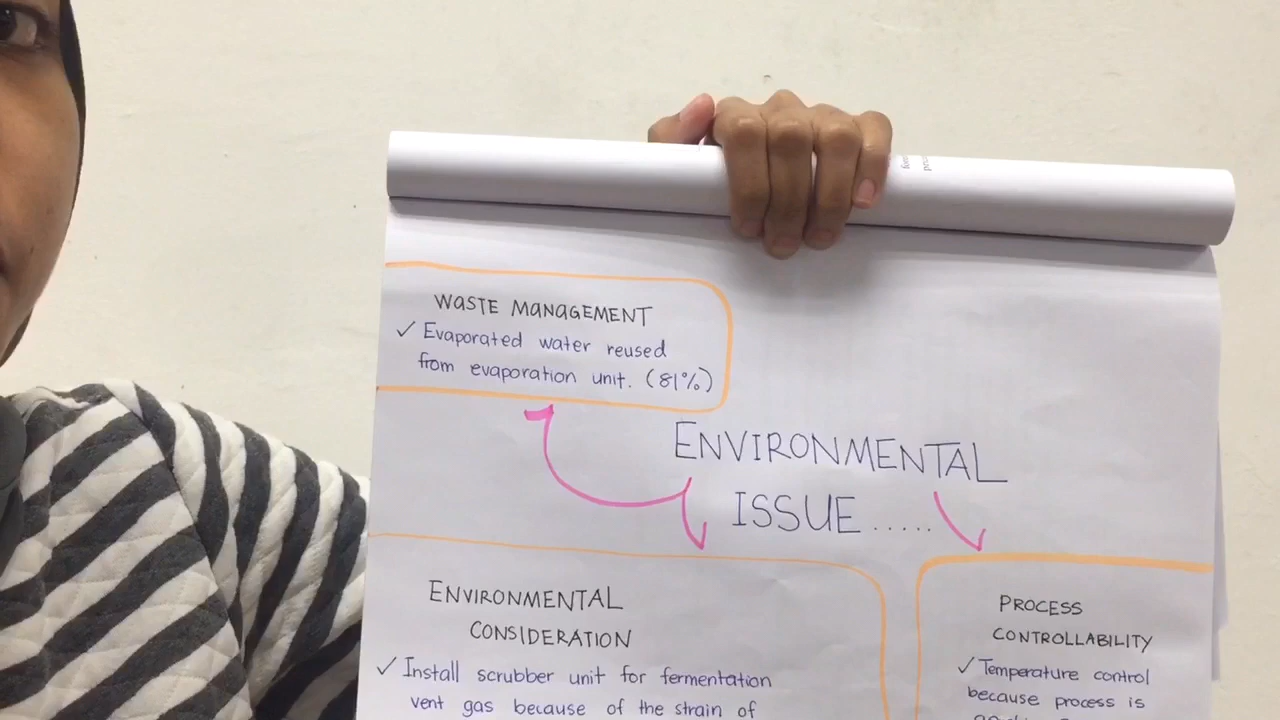 WASTE MANAGEMENT
✓ Evaporated water reused
from evaporation unit. (81%)
ENVIRONMENTAL
ISSUE .....
ENVIRONMENTAL
CONSIDERATION
✓ Install scrubber unit for fermentation
vent gas because of the strain of
PROCESS
CONTROLLABILITY
✓ Temperature control
because process is